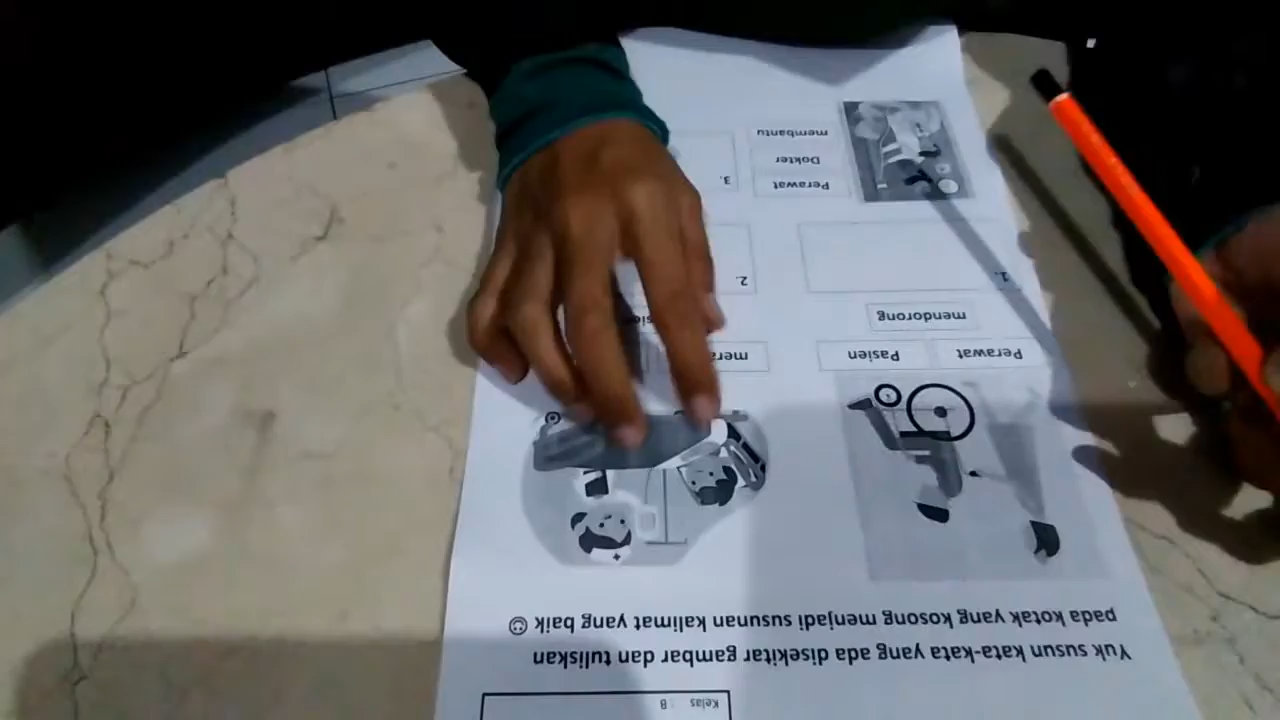 Kelas : B
Yuk susun kata-kata yang ada disekitar gambar dan tuliskan
pada kotak yang kosong menjadi susunan kalimat yang baik ☺
Perawat
Pasien
mendorong
1.
2.
Perawat
Dokter
membantu
3.